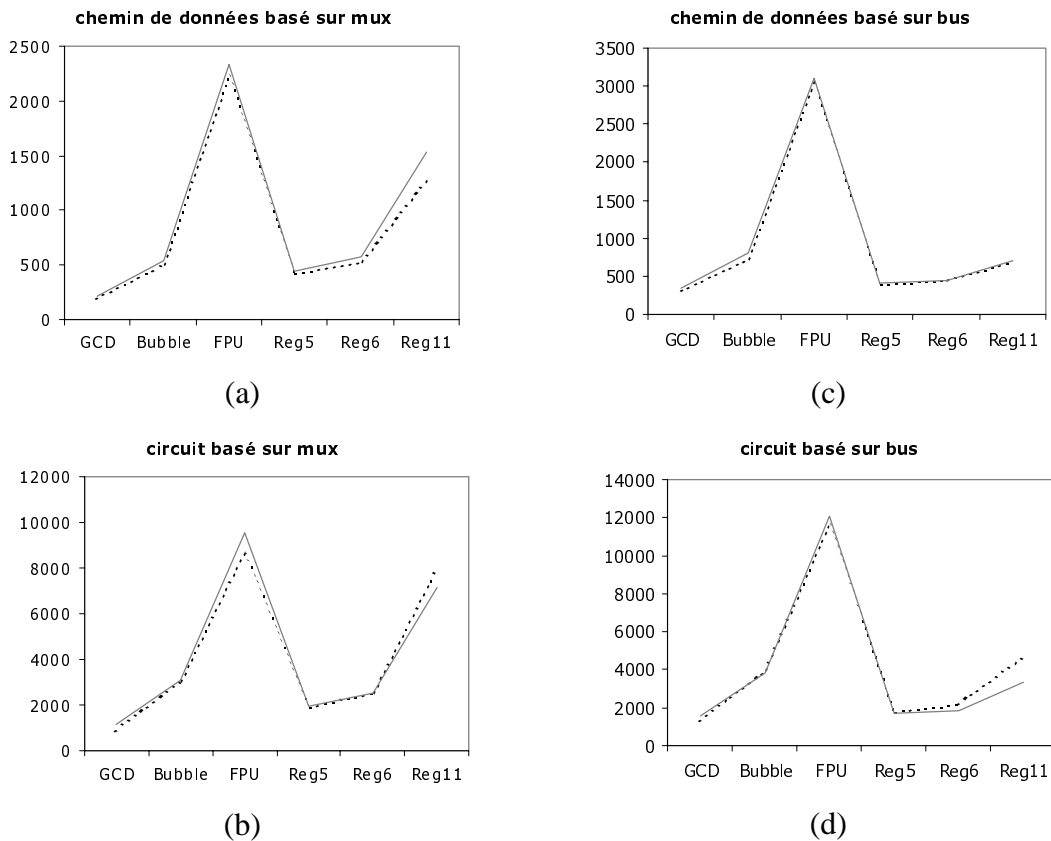 chemin de données basé sur mux
2500
2000
1500
1000
500
0
GCD Bubble FPU Reg5 Reg6 Reg11
(a)
chemin de données basé sur bus
3500
3000
2500
2000
1500
1000
500
0
GCD Bubble FPU Reg5 Reg6 Reg11
(c)
circuit basé sur mux
12000
10000
8000
6000
4000
2000
0
GCD Bubble FPU Reg5 Reg6 Reg11
(b)
circuit basé sur bus
14000
12000
10000
8000
6000
4000
2000
0
GCD Bubble FPU Reg5 Reg6 Reg11
(d)